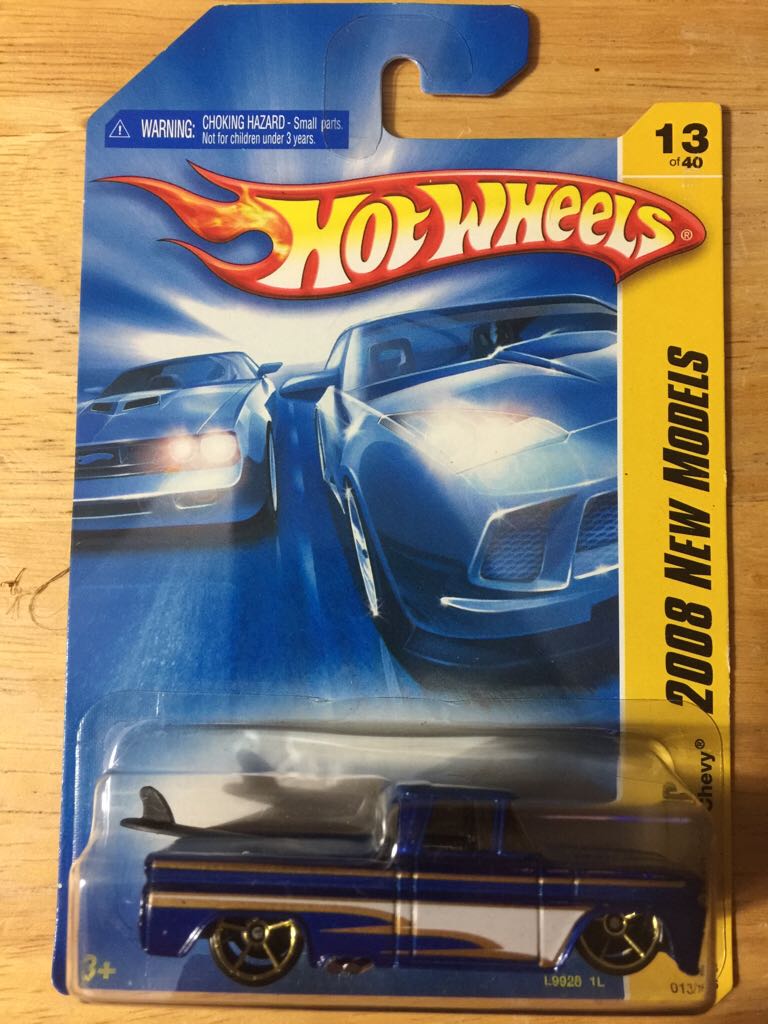 WARNING: CHOKING HAZARD - Small parts.
Not for children under 3 years.
13
of 40
HOT WHEELS®
2008 NEW MODELS
Chevy®
3+
L9928 1L
013/